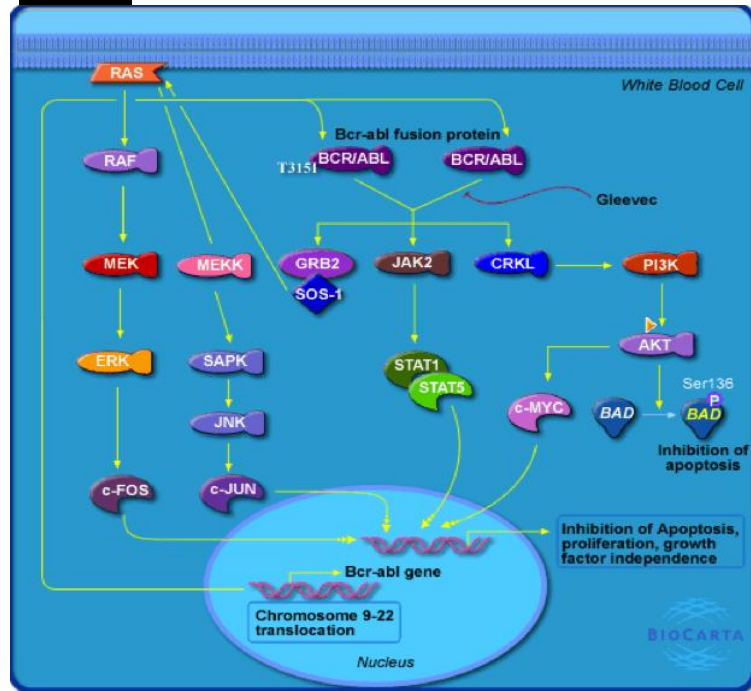 RAS
White Blood Cell
Bcr-abl fusion protein
RAF
T315I
BCR/ABL
BCR/ABL
Gleevec
MEK
MEKK
GRB2
JAK2
CRKL
PI3K
SOS-1
ERK
SAPK
STAT1
AKT
STAT5
Ser136
P
JNK
c-MYC
BAD
BAD
Inhibition of
apoptosis
c-FOS
c-JUN
Inhibition of Apoptosis,
proliferation, growth
factor independence
Bcr-abl gene
Chromosome 9-22
translocation
BIOCARTA
Nucleus